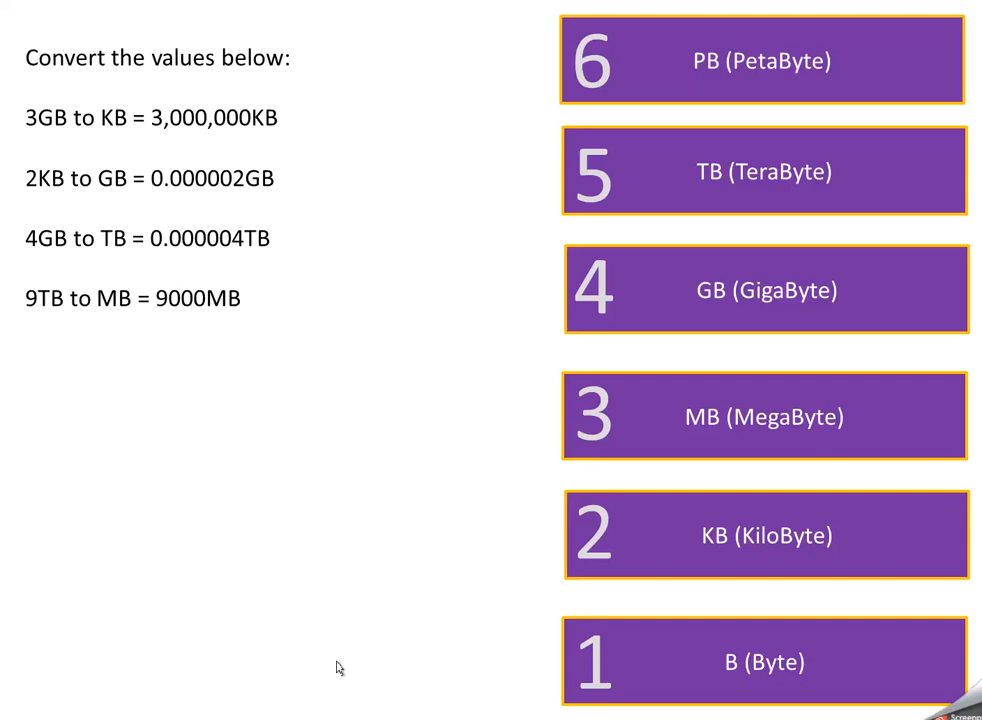 Convert the values below:
3GB to KB = 3,000,000KB
2KB to GB = 0.000002GB
4GB to TB = 0.000004TB
9TB to MB = 9000MB
6 PB (PetaByte)
5 TB (TeraByte)
4 GB (GigaByte)
3 MB (MegaByte)
2 KB (KiloByte)
1 B (Byte)